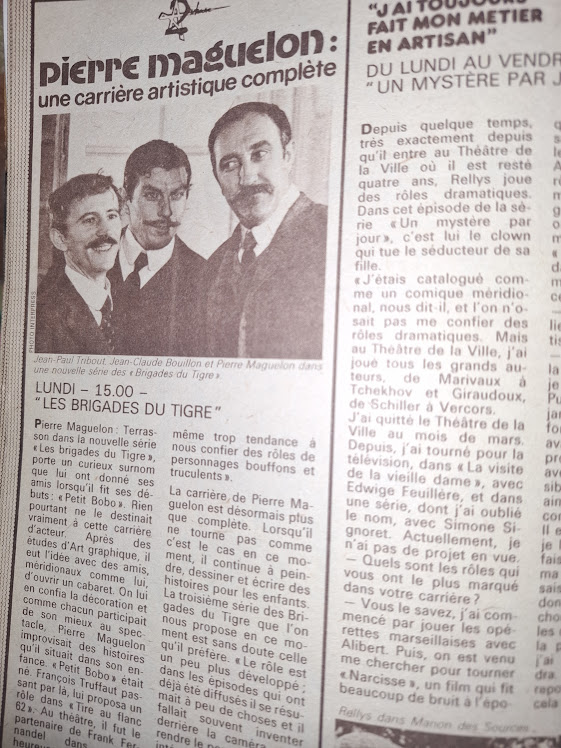 Pierre Maguelon :
une carrière artistique complète
PHOTO INTERPRESS
Jean-Paul Tribout, Jean-Claude Bouillon et Pierre Maguelon dans
une nouvelle série des « Brigades du Tigre ».
LUNDI – 15.00 –
"LES BRIGADES DU TIGRE"
Pierre Maguelon : Terras-
sson dans la nouvelle série
« Les brigades du Tigre »,
porte un curieux surnom
que lui ont donné ses
amis lorsqu'il fit ses dé-
buts : « Petit Bobo ». Rien
pourtant ne le destinait
vraiment à cette carrière
d'acteur. Après des
études d'Art graphique, il
eut l'idée avec des amis,
méridionaux comme lui,
d'ouvrir un cabaret. On lui
en confia la décoration et
comme chacun participait
de son mieux au spec-
tacle, Pierre Maguelon
improvisait des histoires
qu'il situait dans son en-
fance. « Petit Bobo » était
né. François Truffaut pas-
sant par là, lui proposa un
rôle dans « Tire au flanc
62 ». Au théâtre, il fut le
partenaire de Frank Fer-
nandel dans
même trop tendance à
nous confier des rôles de
personnages bouffons et
truculents ».
La carrière, de Pierre Ma-
guelon est désormais plus
que complète. Lorsqu'il
ne tourne pas comme
c'est le cas en ce mo-
ment, il continue à pein-
dre, dessiner et écrire des
histoires pour les enfants.
La troisième série des Bri-
gades du Tigre que l'on
nous propose en ce mo-
ment est sans doute celle
qu'il préfère. « Le rôle est
un peu plus développé ;
dans les épisodes qui ont
déjà été diffusés il se résu-
mait à peu de choses et il
fallait souvent inventer
derrière la caméra
rendre le
"J'AI TOUJOURS
FAIT MON METIER
EN ARTISAN"
DU LUNDI AU VENDR
"UN MYSTÈRE PAR J
Depuis quelque temps,
très exactement depuis
qu'il entre au Théâtre de
la Ville où il est resté
quatre ans, Rellys joue
des rôles dramatiques.
Dans cet épisode de la sé-
rie « Un mystère par
jour », c'est lui le clown
qui tue le séducteur de sa
fille.
« J'étais catalogué com-
me un comique méridio-
nal, nous dit-il, et l'on n'o-
sait pas me confier des
rôles dramatiques. Mais
au Théâtre de la Ville, j'ai
joué tous les grands au-
teurs, de Marivaux à
Tchekhov et Giraudoux,
de Schiller à Vercors.
J'ai quitté le Théâtre de la
Ville au mois de mars.
Depuis, j'ai tourné pour la
télévision, dans « La visite
de la vieille dame », avec
Edwige Feuillère, et dans
une série, dont j'ai oublié
le nom, avec Simone Si-
gnoret. Actuellement, je
n'ai pas de projet en vue.
– Quels sont les rôles qui
vous ont le plus marqué
dans votre carrière ?
– Vous le savez, j'ai com-
mencé par jouer les opé-
rettes marseillaises avec
Alibert. Puis, on est venu
me chercher pour tourner
« Narcisse », un film qui fit
beaucoup de bruit à l'épo-
Rellys dans Manon des Sources